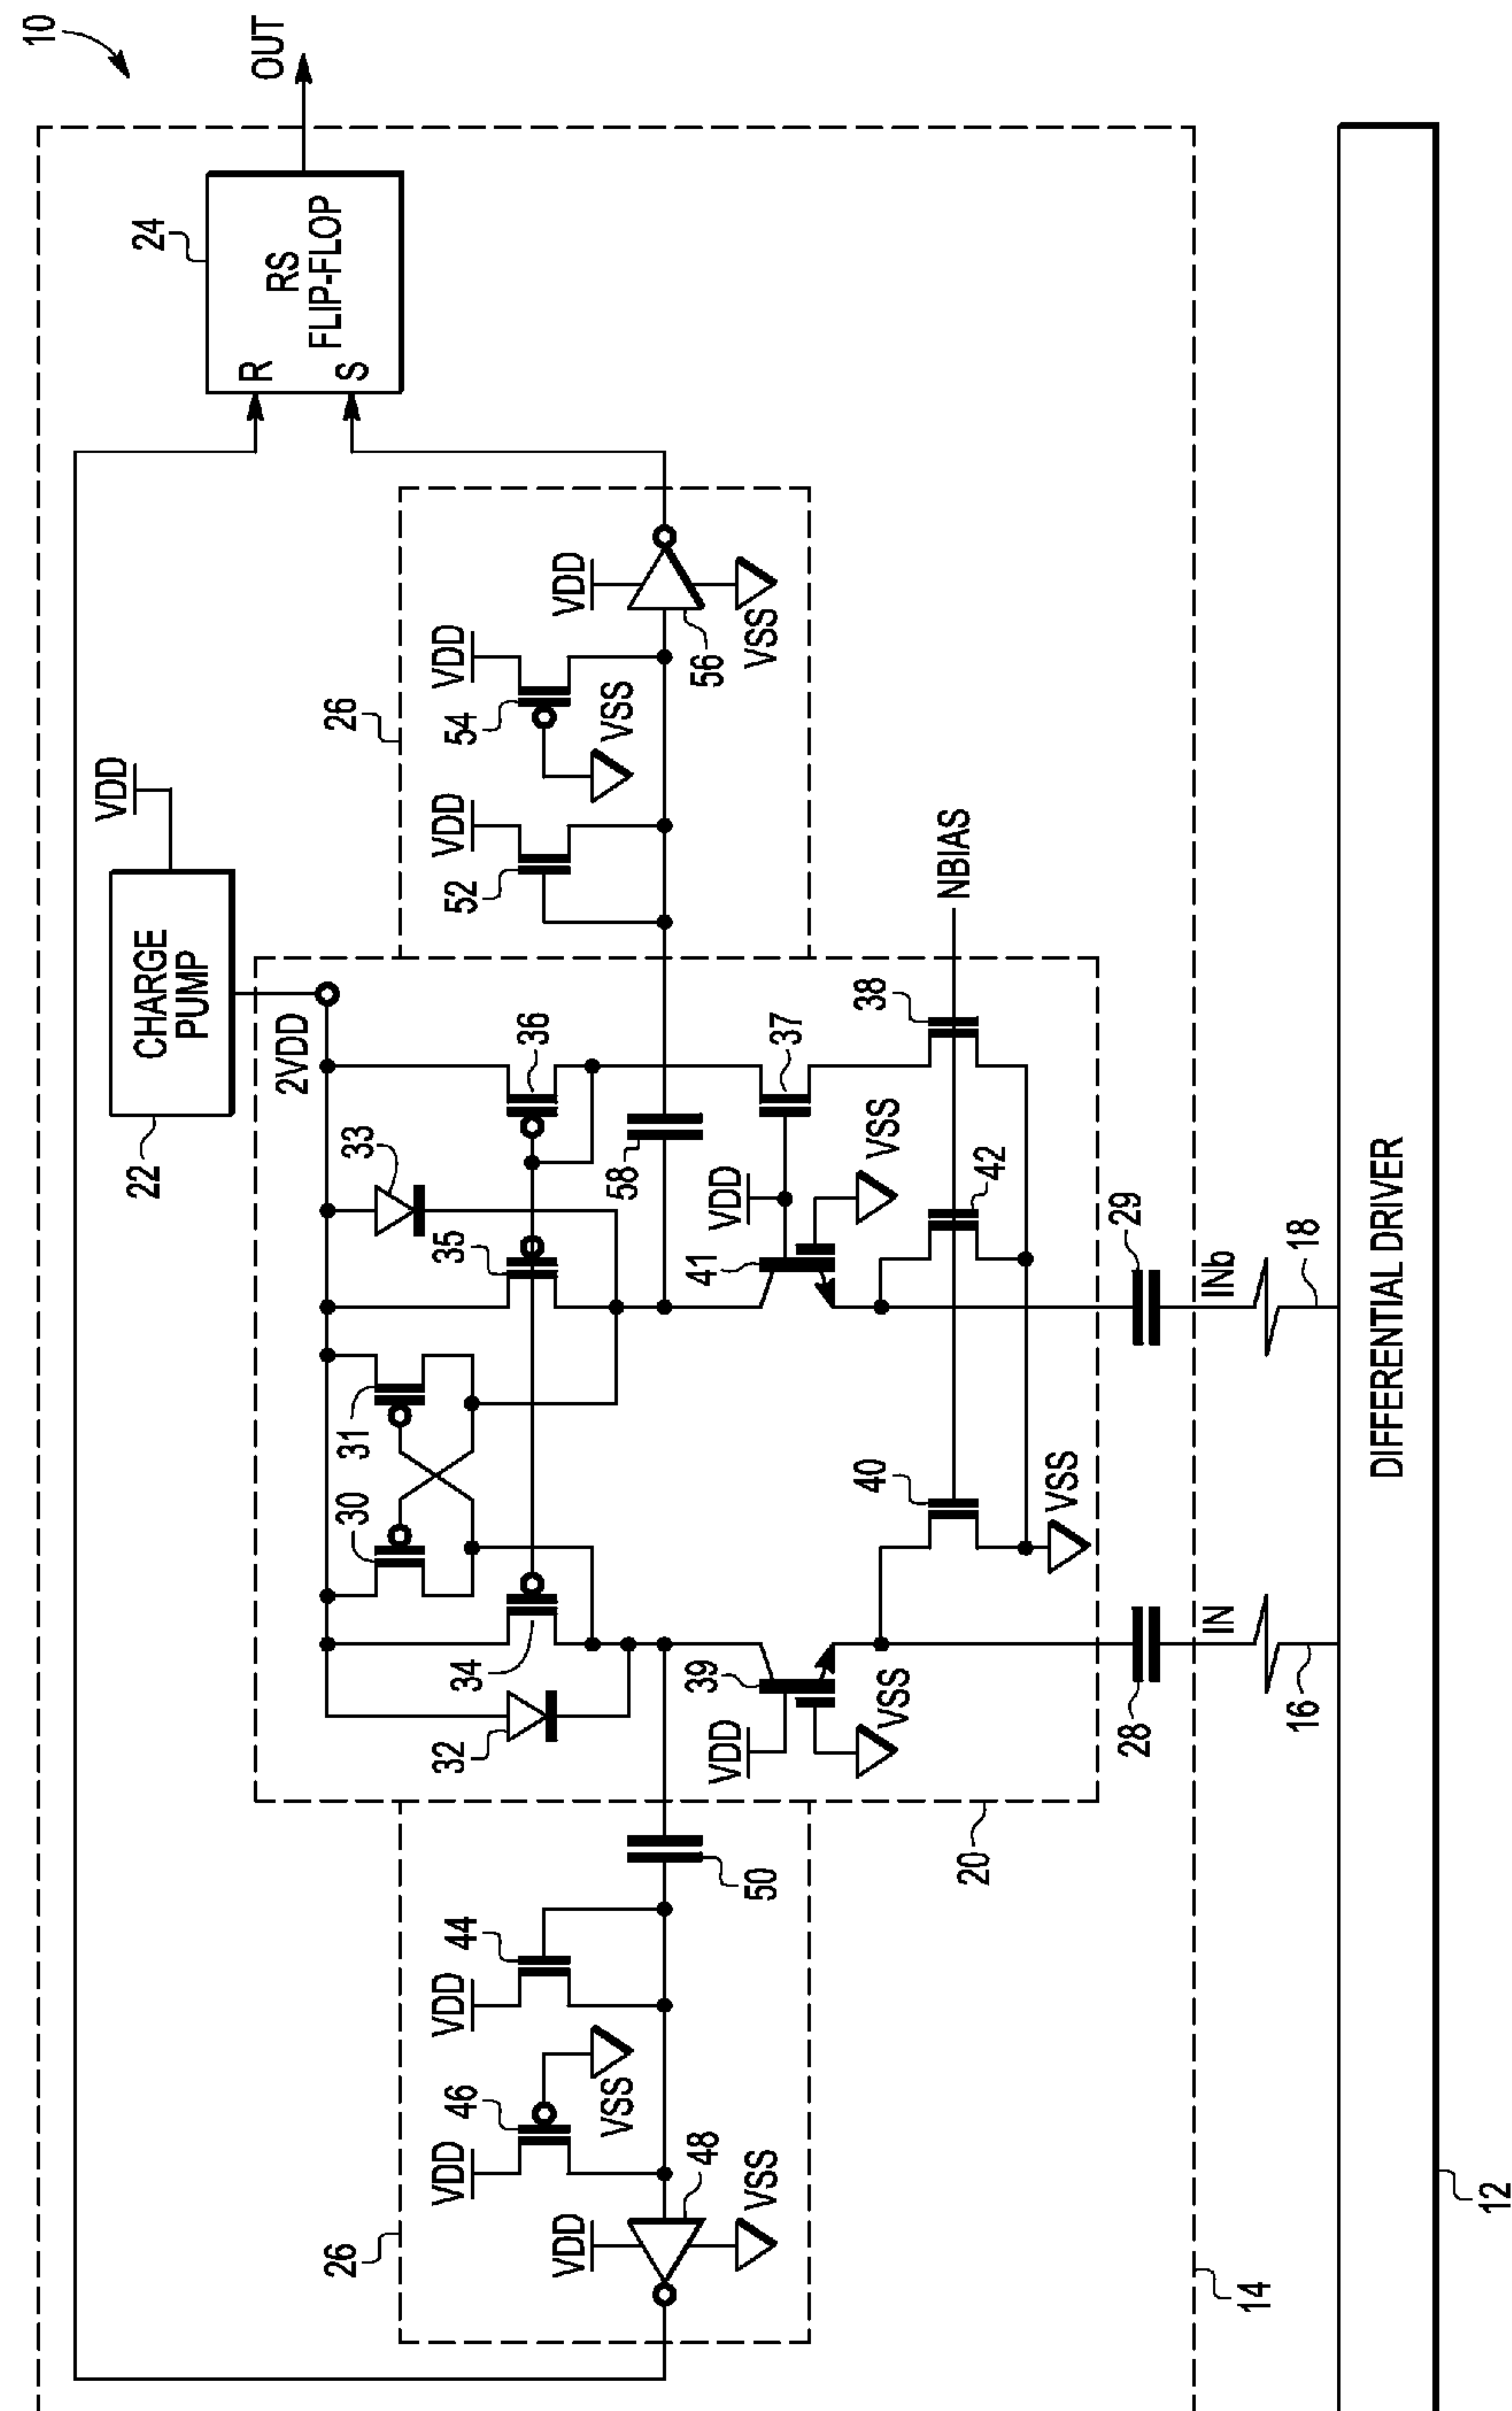 10
OUT
24
RS
FLIP-FLOP
R
S
VDD
CHARGE
PUMP
22
2VDD
26
VDD
52
VDD
54
VSS
VDD
56
VSS
33
36
35
31
30
34
32
58
37
VDD
41
VSS
39
VDD
VSS
38
NBIAS
42
40
VSS
20
26
VDD
44
VDD
46
VSS
VDD
48
VSS
50
29
INb
18
28
IN
16
14
DIFFERENTIAL DRIVER
12